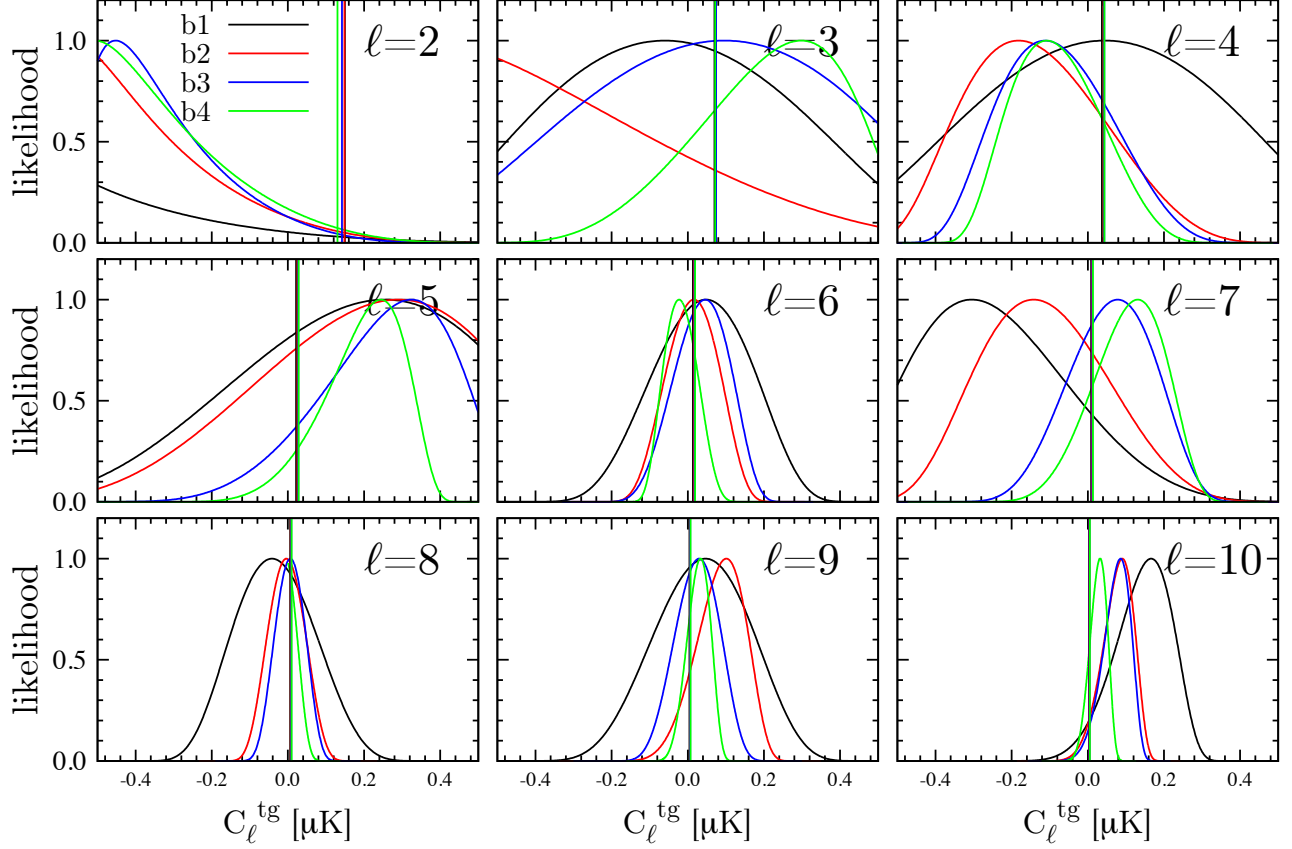 b1
b2
b3
b4
ℓ=2
ℓ=3
ℓ=4
1.0
0.5
0.0
likelihood
ℓ=5
ℓ=6
ℓ=7
1.0
0.5
0.0
likelihood
ℓ=8
ℓ=9
ℓ=10
1.0
0.5
0.0
likelihood
-0.4 -0.2 0.0 0.2 0.4
-0.4 -0.2 0.0 0.2 0.4
-0.4 -0.2 0.0 0.2 0.4
C_ℓ^tg [μK]
C_ℓ^tg [μK]
C_ℓ^tg [μK]